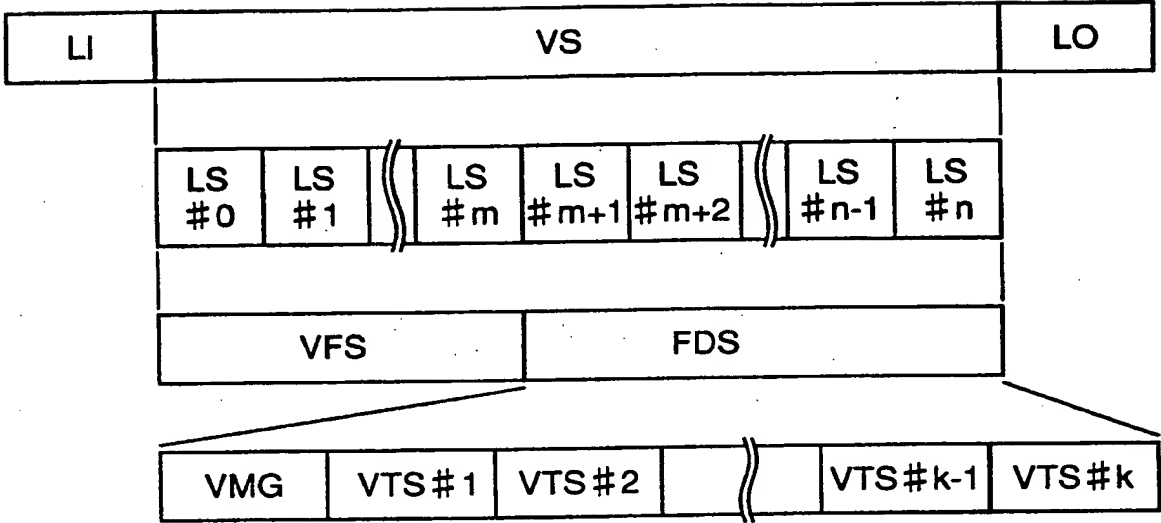 LI VS LO
LS LS LS LS LS LS LS
#0 #1 #m #m+1 #m+2 #n-1 #n
VFS FDS
VMG VTS#1 VTS#2 VTS#k-1 VTS#k